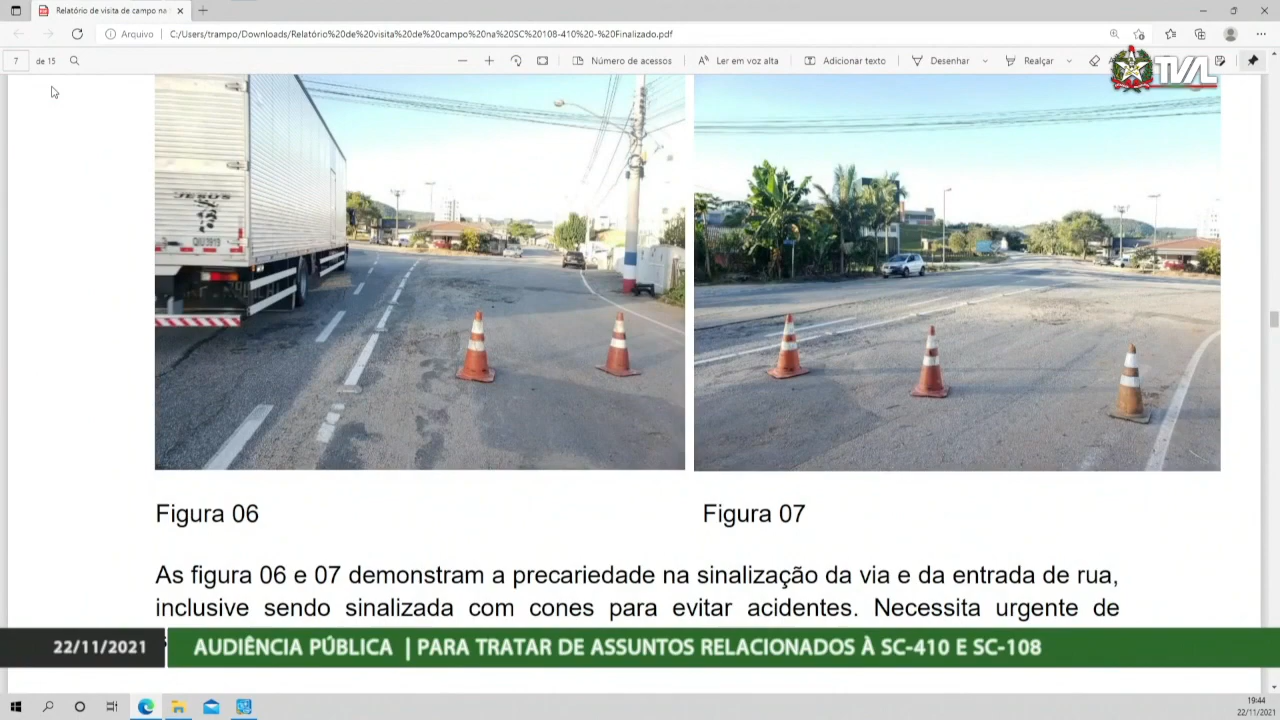 Relatório de visita de campo na
Arquivo
C:/Users/trampo/Downloads/Relatório%20de%20visita%20de%20campo%20na%20SC%20108-410%20-%20Finalizado.pdf
7 de 15
Número de acessos
Ler em voz alta
Adicionar texto
Desenhar
Realçar
TVAL
JESUS
QIU3919
Figura 06
Figura 07
As figura 06 e 07 demonstram a precariedade na sinalização da via e da entrada de rua,
inclusive sendo sinalizada com cones para evitar acidentes. Necessita urgente de
22/11/2021
AUDIÊNCIA PÚBLICA | PARA TRATAR DE ASSUNTOS RELACIONADOS À SC-410 E SC-108
19:44
22/11/2021